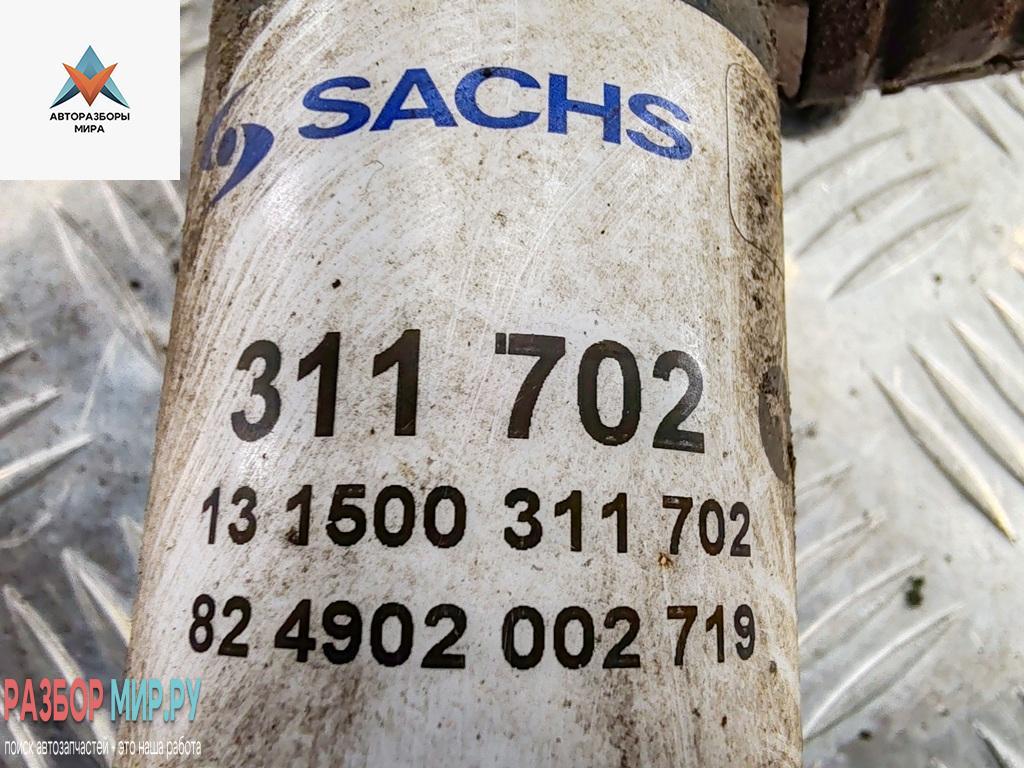 АВТОРАЗБОРЫ
МИРА
SACHS
311 702
13 1500 311 702
82 4902 002 719
РАЗБОР МИР.РУ
поиск автозапчастей - это наша работа